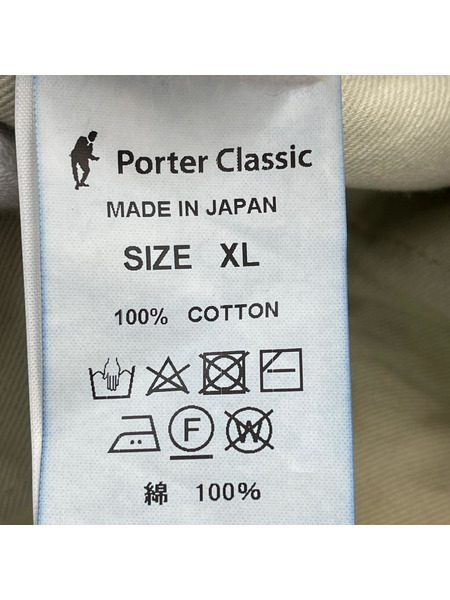 Porter Classic
MADE IN JAPAN
SIZE XL
100% COTTON
F W
綿 100%